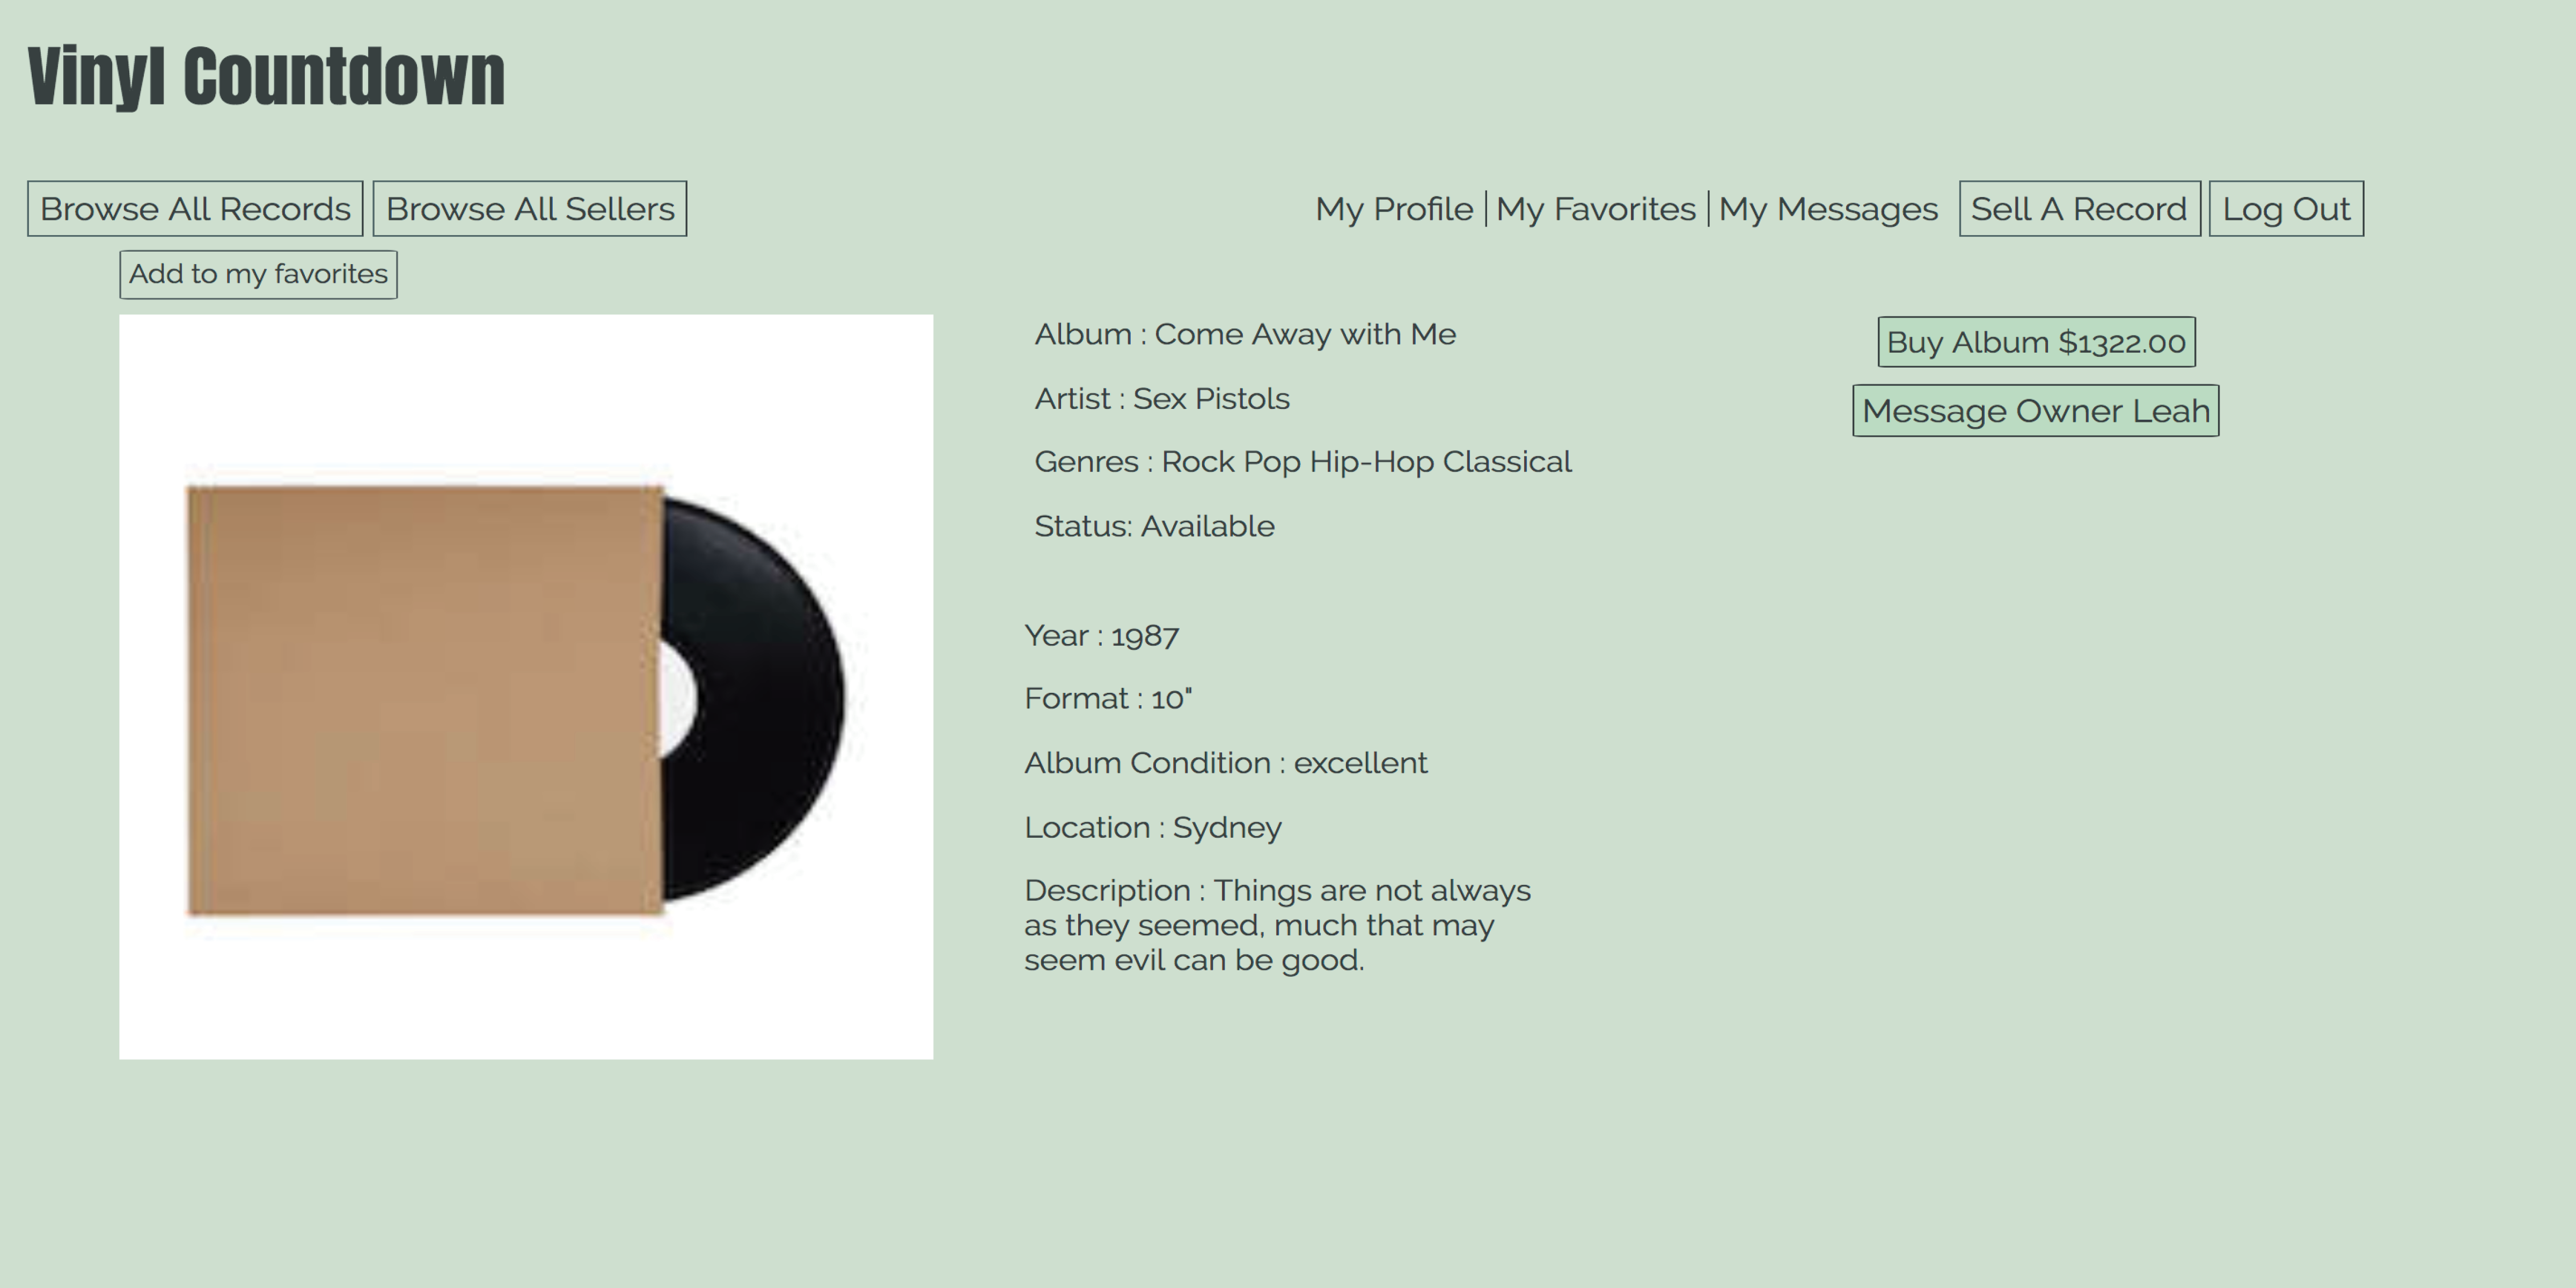 Vinyl Countdown
Browse All Records Browse All Sellers My Profile My Favorites My Messages Sell A Record Log Out
Add to my favorites
Album : Come Away with Me
Artist : Sex Pistols
Genres : Rock Pop Hip-Hop Classical
Status: Available
Year : 1987
Format : 10"
Album Condition : excellent
Location : Sydney
Description : Things are not always
as they seemed, much that may
seem evil can be good.
Buy Album $1322.00
Message Owner Leah